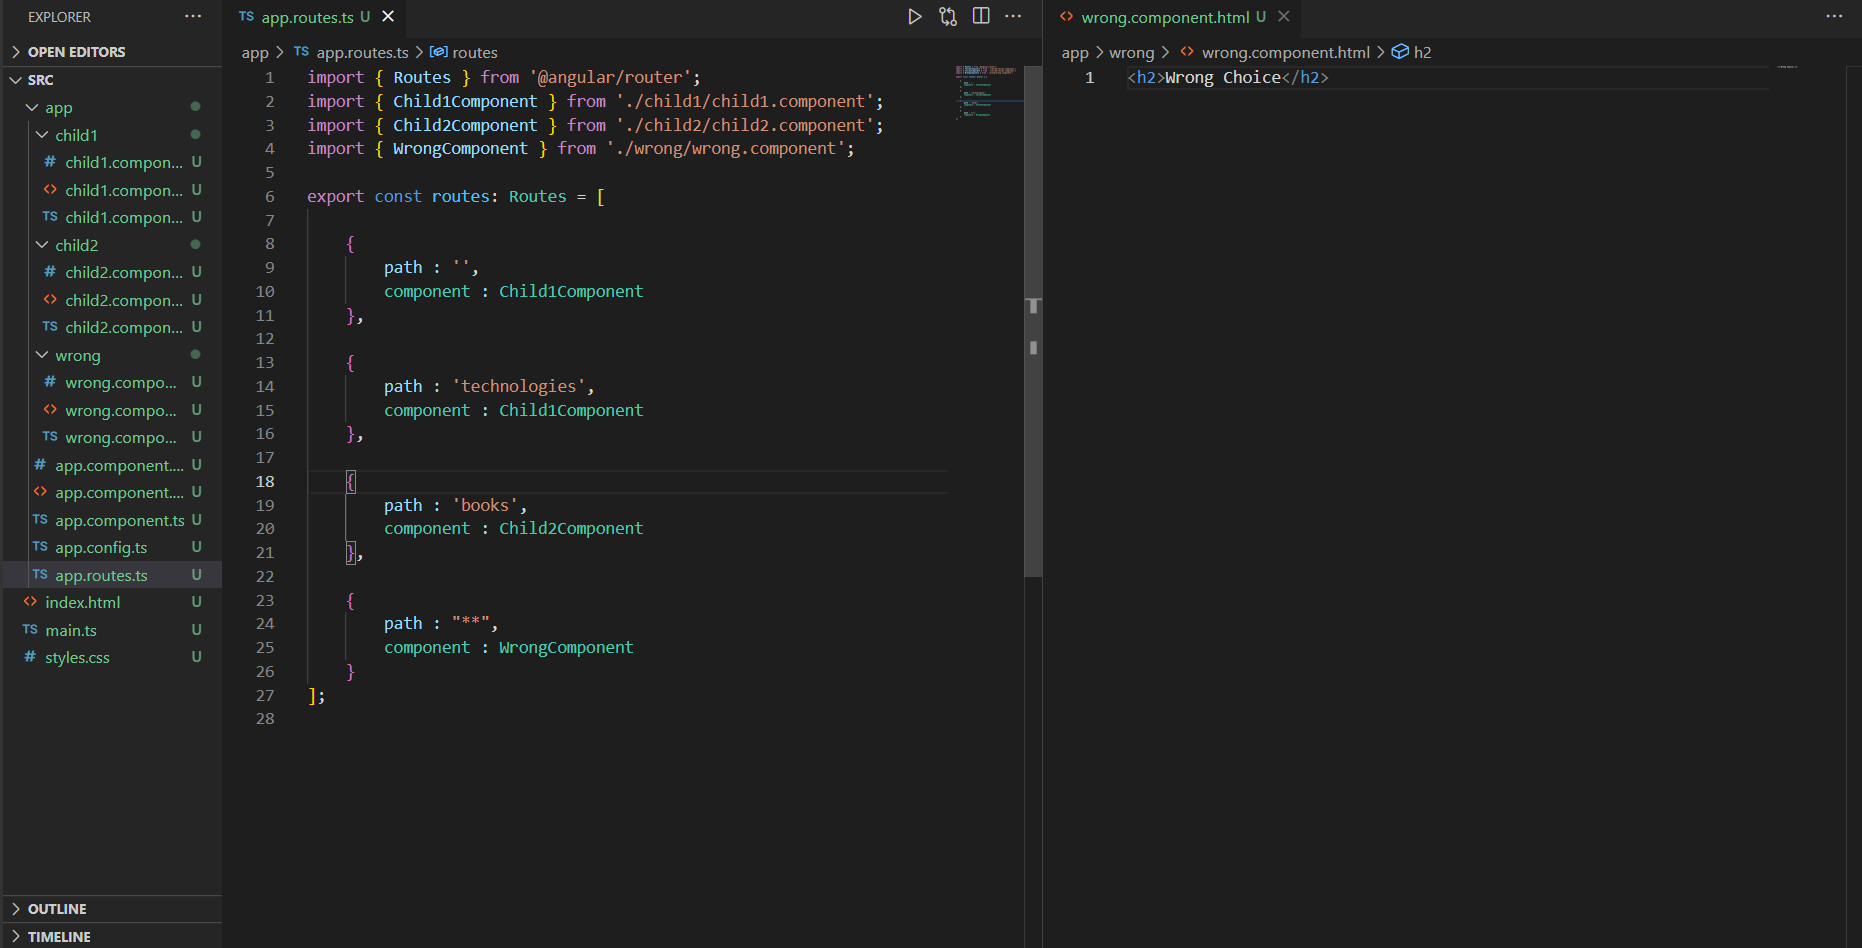 EXPLORER ···
OPEN EDITORS
SRC
app
child1
# child1.compon... U
<> child1.compon... U
TS child1.compon... U
child2
# child2.compon... U
<> child2.compon... U
TS child2.compon... U
wrong
# wrong.compo... U
<> wrong.compo... U
TS wrong.compo... U
# app.component.... U
<> app.component.... U
TS app.component.ts U
TS app.config.ts U
TS app.routes.ts U
<> index.html U
TS main.ts U
# styles.css U
OUTLINE
TIMELINE
TS app.routes.ts U
app > TS app.routes.ts > routes
1 import { Routes } from '@angular/router';
2 import { Child1Component } from './child1/child1.component';
3 import { Child2Component } from './child2/child2.component';
4 import { WrongComponent } from './wrong/wrong.component';
5
6 export const routes: Routes = [
7
8 {
9 path : '',
10 component : Child1Component
11 },
12
13 {
14 path : 'technologies',
15 component : Child1Component
16 },
17
18 {
19 path : 'books',
20 component : Child2Component
21 },
22
23 {
24 path : "**",
25 component : WrongComponent
26 }
27 ];
28
<> wrong.component.html U
app > wrong > <> wrong.component.html > h2
1 <h2>Wrong Choice</h2>